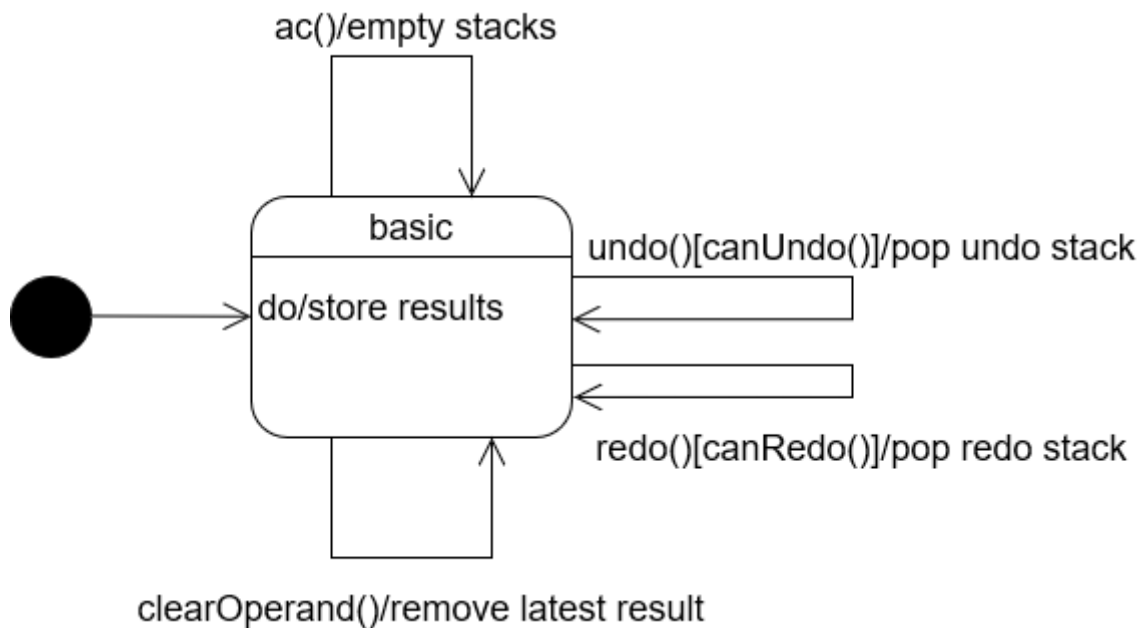 ac()/empty stacks
basic
undo()[canUndo()]/pop undo stack
do/store results
redo()[canRedo()]/pop redo stack
clearOperand()/remove latest result